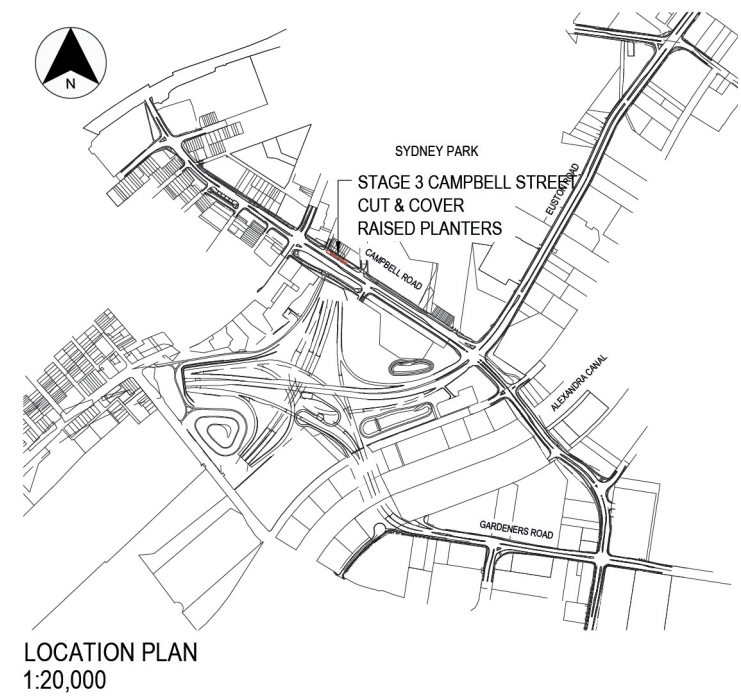 N
SYDNEY PARK
STAGE 3 CAMPBELL STREET
CUT & COVER
RAISED PLANTERS
EUSTON ROAD
CAMPBELL ROAD
ALEXANDRA CANAL
GARDENERS ROAD
LOCATION PLAN
1:20,000